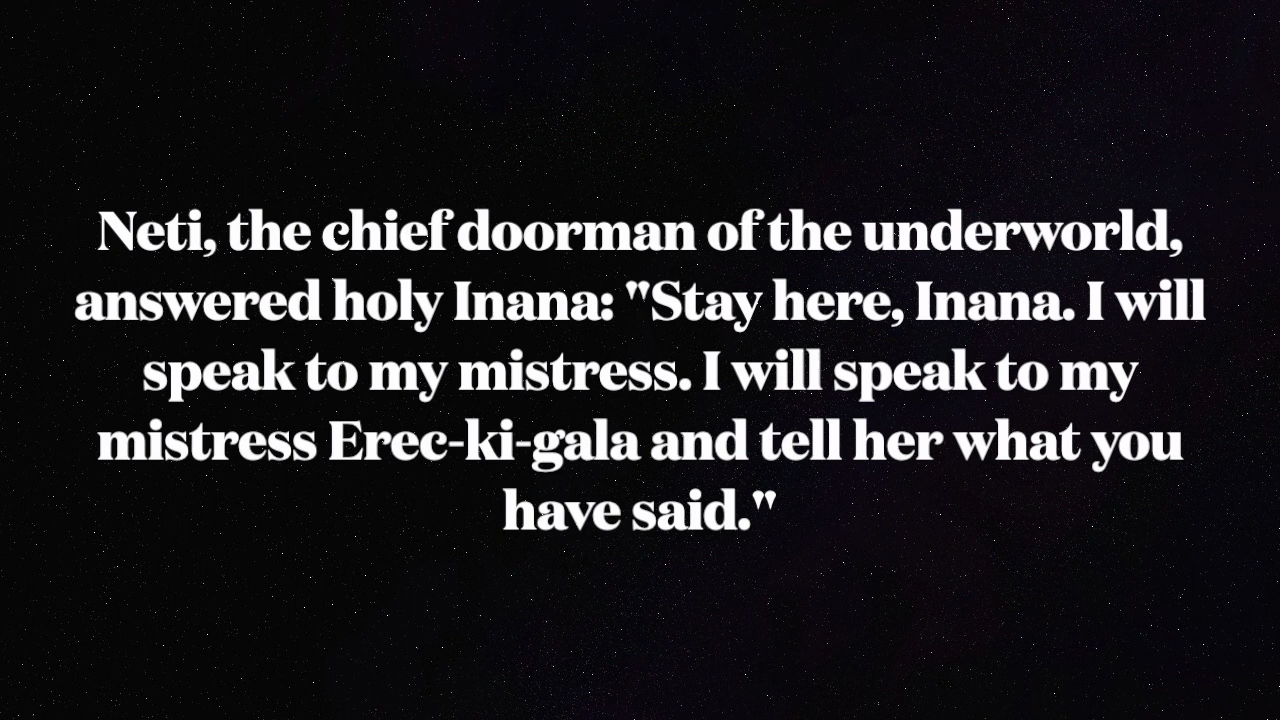 Neti, the chief doorman of the underworld,
answered holy Inana: "Stay here, Inana. I will
speak to my mistress. I will speak to my
mistress Erec-ki-gala and tell her what you
have said."